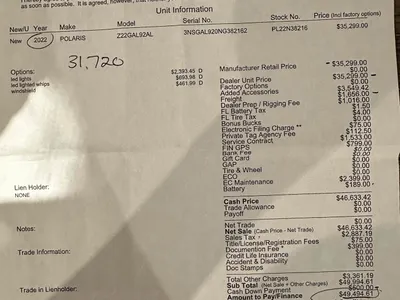 as soon as possible. It is agreed, however, that
Unit Information
New/U Year Make Model Serial No. Stock No. Price (Incl factory options)
New 2022 POLARIS Z22GAL92AL 3NSGAL920NG362162 PL22N38216 $35,299.00
31,720
Options:
led lights $2,393.45 D
led lighted whips $693.98 D
windshield $461.99 D
Manufacturer Retail Price $35,299.00
$0.00
Dealer Unit Price $35,299.00
Factory Options $0.00
Added Accessories $3,549.42
Freight $1,656.00
Dealer Prep / Rigging Fee $1,016.00
FL Battery Tax $1.50
FL Tire Tax $4.00
Bonus Bucks $0.00
Electronic Filing Charge ** $75.00
Private Tag Agency Fee $112.50
Service Contract $1,533.00
FIN GPS $799.00
Bank Fee $0.00
Gift Card $0.00
GAP $0.00
Tire & Wheel $0.00
ECO $0.00
EC Maintenance $2,399.00
Battery $189.00
Cash Price $46,633.42
Trade Allowance $0.00
Payoff $0.00
Lien Holder:
NONE
Net Trade $0.00
Net Sale (Cash Price - Net Trade) $46,633.42
Sales Tax $2,887.19
Title/License/Registration Fees $75.00
Documention Fee * $399.00
Credit Life Insurance $0.00
Accident & Disability $0.00
Doc Stamps $0.00
Notes:
Trade Information:
Total Other Charges $3,361.19
Sub Total (Net Sale + Other Charges) $49,994.61
Cash Down Payment $500.00
Amount to Pay/Finance $49,494.61
Trade in Lienholder: